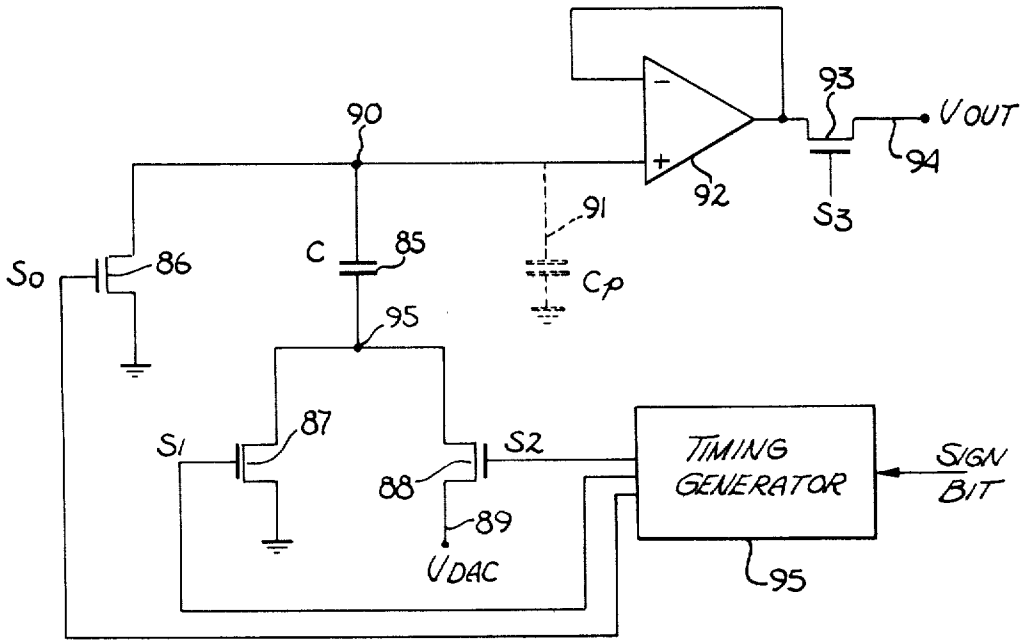 93
VOUT
90
92
94
S3
91
86
S0
C
85
Cp
95
87
S1
S2
88
TIMING
GENERATOR
SIGN
BIT
89
VDAC
95